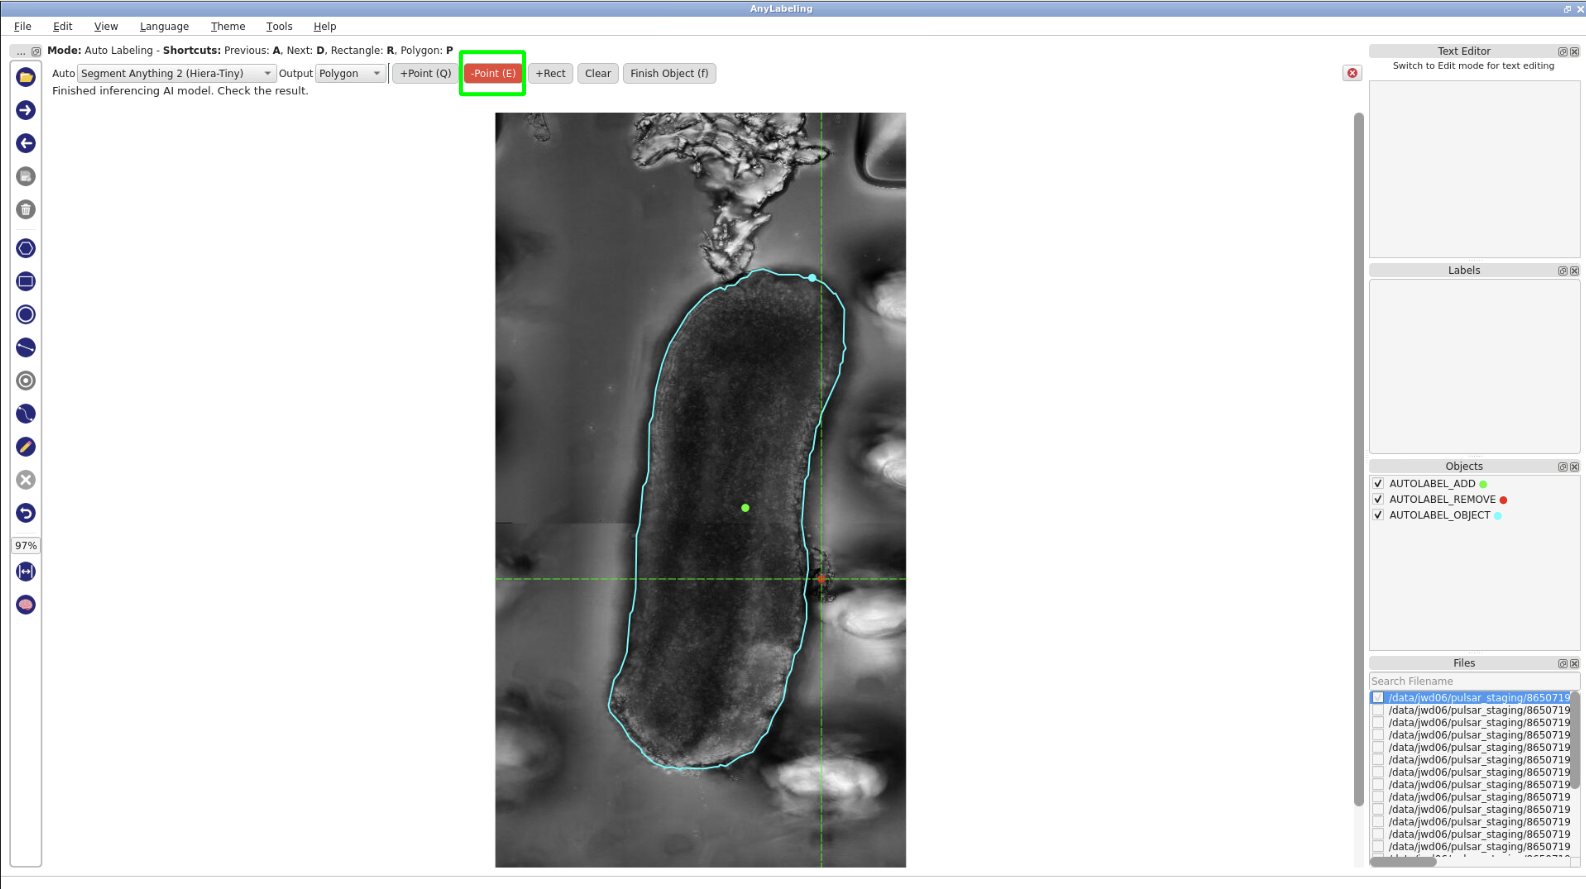 AnyLabeling
File Edit View Language Theme Tools Help
... Mode: Auto Labeling - Shortcuts: Previous: A, Next: D, Rectangle: R, Polygon: P
Auto Segment Anything 2 (Hiera-Tiny) Output Polygon +Point (Q) -Point (E) +Rect Clear Finish Object (f)
Finished inferencing AI model. Check the result.
97%
Text Editor
Switch to Edit mode for text editing
Labels
Objects
AUTOLABEL_ADD
AUTOLABEL_REMOVE
AUTOLABEL_OBJECT
Files
Search Filename
/data/jwd06/pulsar_staging/8650719
/data/jwd06/pulsar_staging/8650719
/data/jwd06/pulsar_staging/8650719
/data/jwd06/pulsar_staging/8650719
/data/jwd06/pulsar_staging/8650719
/data/jwd06/pulsar_staging/8650719
/data/jwd06/pulsar_staging/8650719
/data/jwd06/pulsar_staging/8650719
/data/jwd06/pulsar_staging/8650719
/data/jwd06/pulsar_staging/8650719
/data/jwd06/pulsar_staging/8650719
/data/jwd06/pulsar_staging/8650719
/data/jwd06/pulsar_staging/8650719